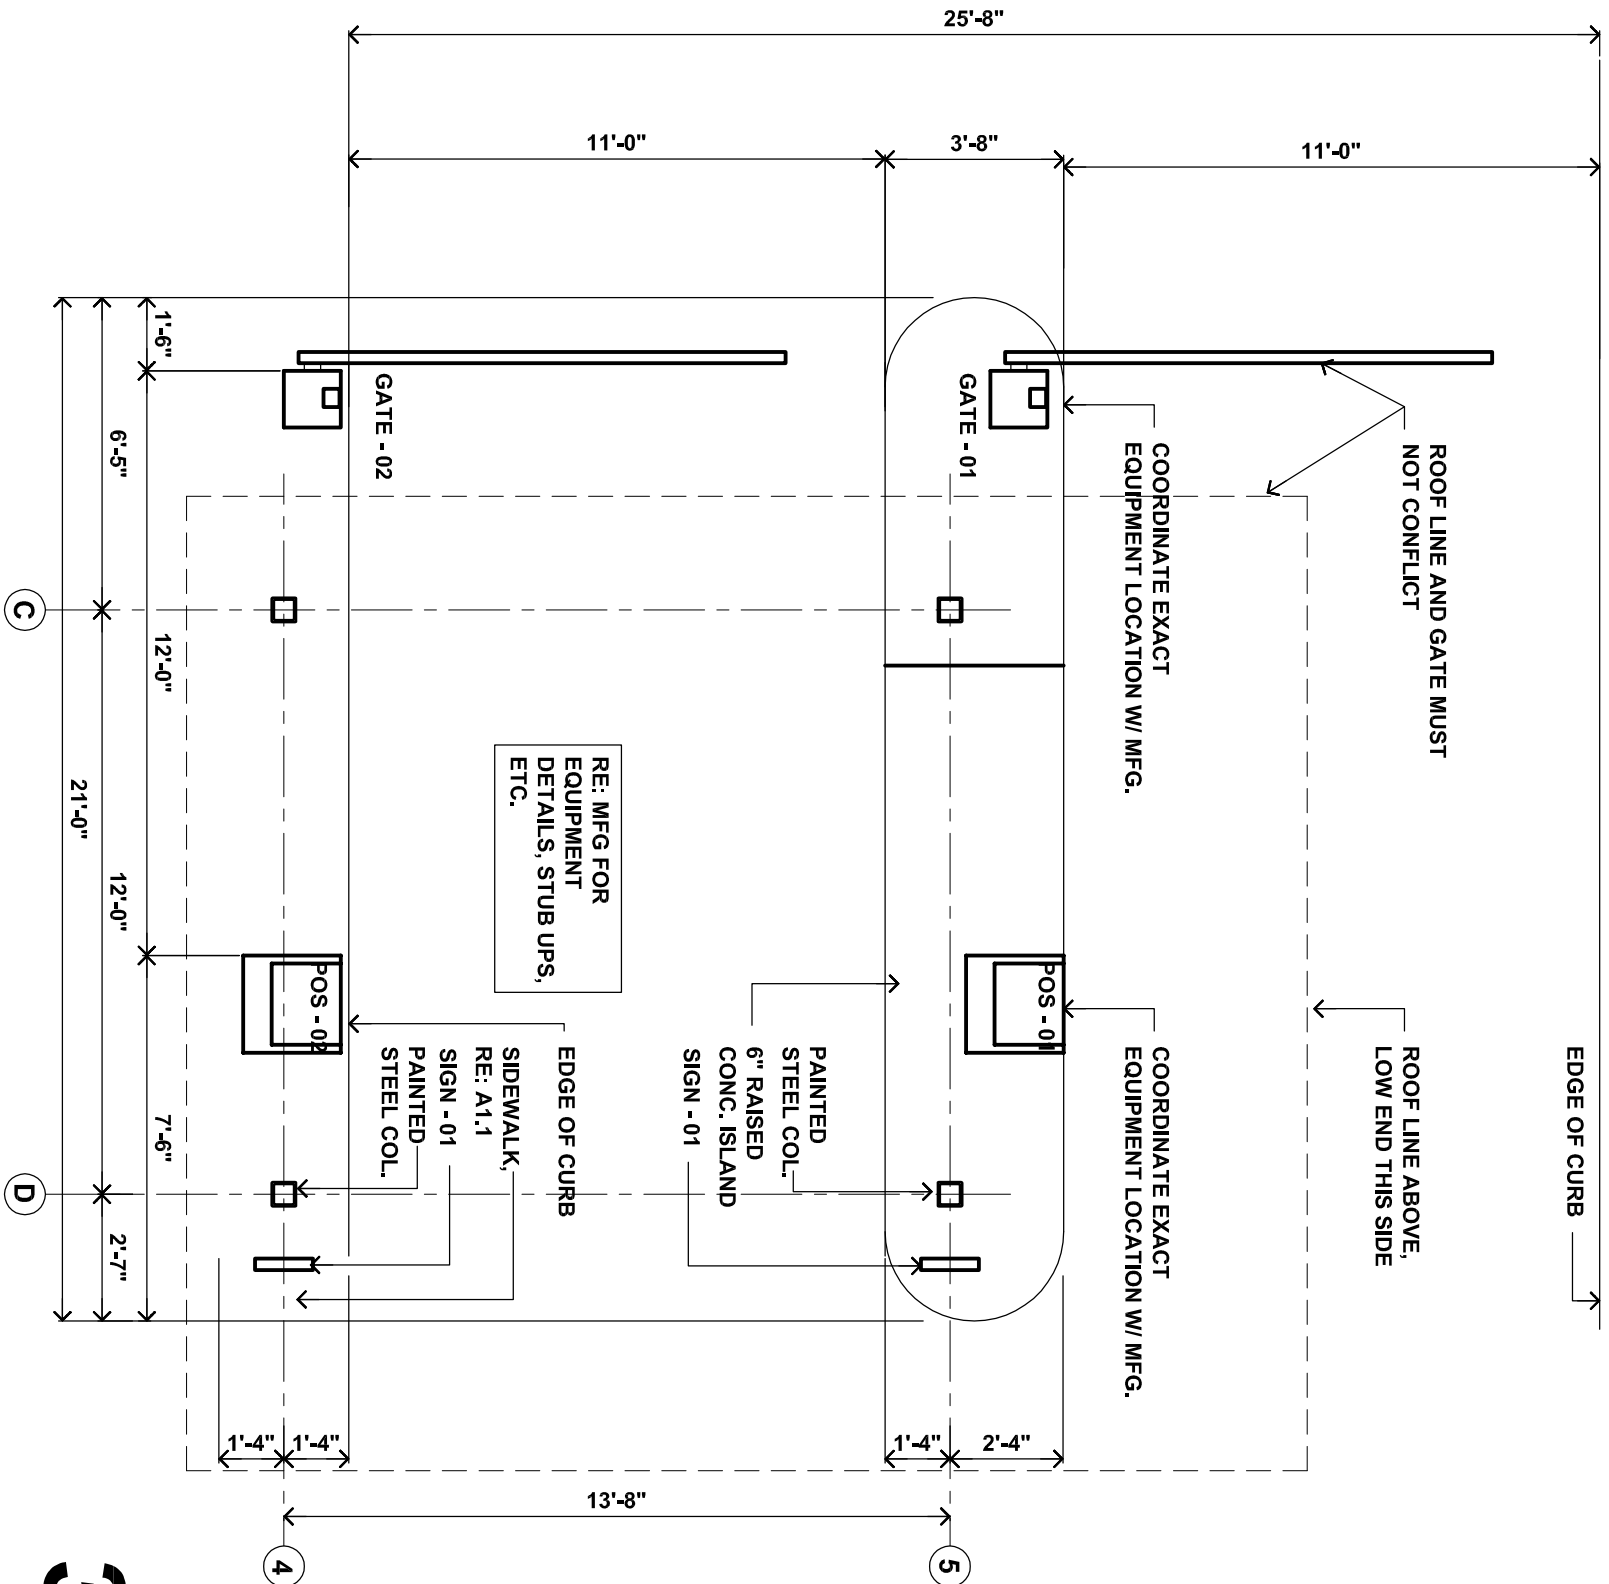 25'-8"
11'-0"
3'-8"
11'-0"
1'-6"
6'-5"
12'-0"
21'-0"
12'-0"
7'-6"
2'-7"
GATE - 02
GATE - 01
ROOF LINE AND GATE MUST
NOT CONFLICT
COORDINATE EXACT
EQUIPMENT LOCATION W/ MFG.
C
RE: MFG FOR
EQUIPMENT
DETAILS, STUB UPS,
ETC.
POS - 02
POS - 01
EDGE OF CURB
ROOF LINE ABOVE,
LOW END THIS SIDE
COORDINATE EXACT
EQUIPMENT LOCATION W/ MFG.
PAINTED
STEEL COL.
6" RAISED
CONC. ISLAND
SIGN - 01
EDGE OF CURB
SIDEWALK,
RE: A1.1
SIGN - 01
PAINTED
STEEL COL.
D
1'-4"
1'-4"
1'-4"
2'-4"
13'-8"
4
5